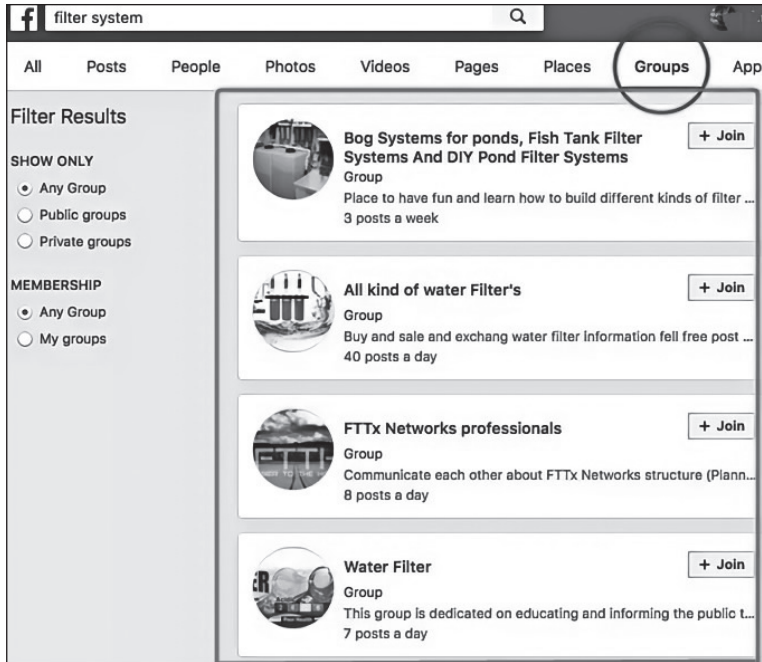 f filter system
All Posts People Photos Videos Pages Places Groups App
Filter Results
SHOW ONLY
Any Group
Public groups
Private groups
MEMBERSHIP
Any Group
My groups
Bog Systems for ponds, Fish Tank Filter
Systems And DIY Pond Filter Systems
+ Join
Group
Place to have fun and learn how to build different kinds of filter ...
3 posts a week
All kind of water Filter's
+ Join
Group
Buy and sale and exchang water filter information fell free post ...
40 posts a day
FTTx Networks professionals
+ Join
Group
Communicate each other about FTTx Networks structure (Plann...
8 posts a day
Water Filter
+ Join
Group
This group is dedicated on educating and informing the public t...
7 posts a day